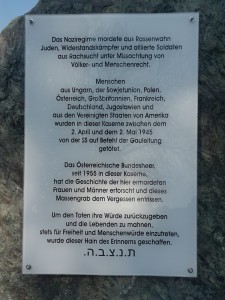 Das Naziregime mordete aus Rassenwahn
Juden, Widerstandskämpfer und alliierte Soldaten
aus Rachsucht unter Missachtung von
Völker- und Menschenrecht.
Menschen
aus Ungarn, der Sowjetunion, Polen,
Österreich, Großbritannien, Frankreich,
Deutschland, Jugoslawien und
aus den Vereinigten Staaten von Amerika
wurden in dieser Kaserne zwischen dem
2. April und dem 2. Mai 1945
von der SS auf Befehl der Gauleitung
getötet.
Das Österreichische Bundesheer,
seit 1955 in dieser Kaserne,
hat die Geschichte der hier ermordeten
Frauen und Männer erforscht und dieses
Massengrab dem Vergessen entrissen.
Um den Toten ihre Würde zurückzugeben
und die Lebenden zu mahnen,
stets für Freiheit und Menschenwürde einzutreten,
wurde dieser Hain des Erinnerns geschaffen.
ת.נ.צ.ב.ה.